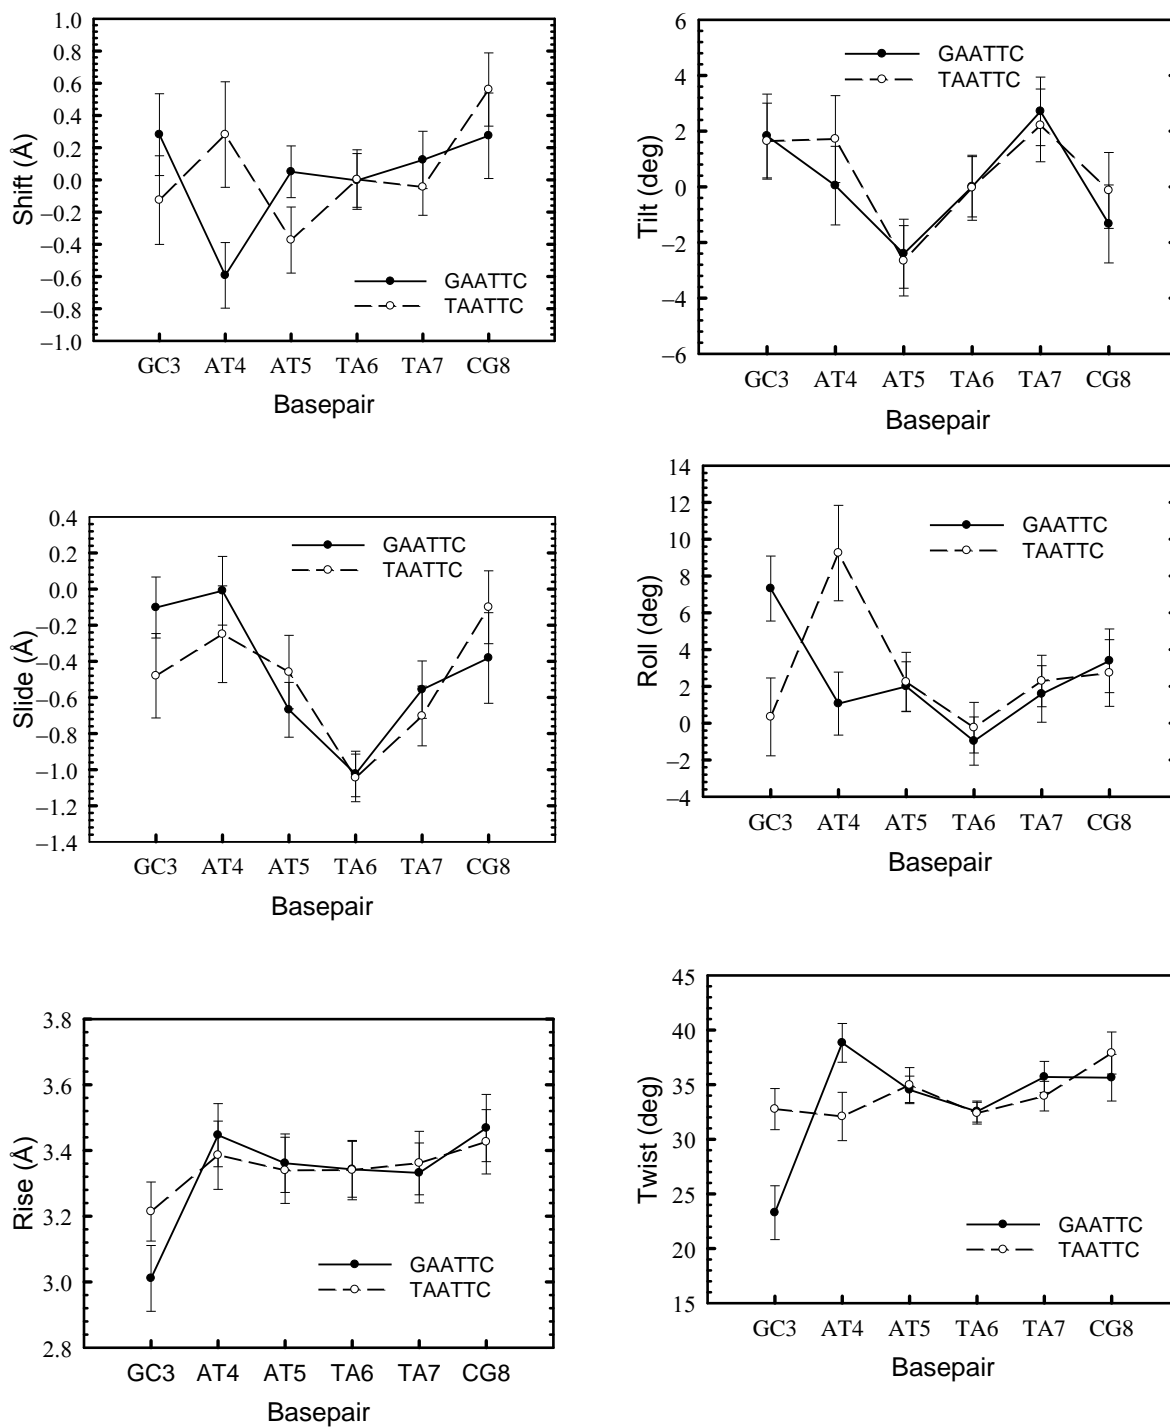 Shift (Å)
1.0
0.8
0.6
0.4
0.2
0.0
−0.2
−0.4
−0.6
−0.8
−1.0
GAATTC
TAATTC
GC3 AT4 AT5 TA6 TA7 CG8
Basepair
Tilt (deg)
6
4
2
0
−2
−4
−6
GAATTC
TAATTC
GC3 AT4 AT5 TA6 TA7 CG8
Basepair
Slide (Å)
0.4
0.2
0.0
−0.2
−0.4
−0.6
−0.8
−1.0
−1.2
−1.4
GAATTC
TAATTC
GC3 AT4 AT5 TA6 TA7 CG8
Basepair
Roll (deg)
14
12
10
8
6
4
2
0
−2
−4
GAATTC
TAATTC
GC3 AT4 AT5 TA6 TA7 CG8
Basepair
Rise (Å)
3.8
3.6
3.4
3.2
3.0
2.8
GAATTC
TAATTC
GC3 AT4 AT5 TA6 TA7 CG8
Basepair
Twist (deg)
45
40
35
30
25
20
15
GAATTC
TAATTC
GC3 AT4 AT5 TA6 TA7 CG8
Basepair